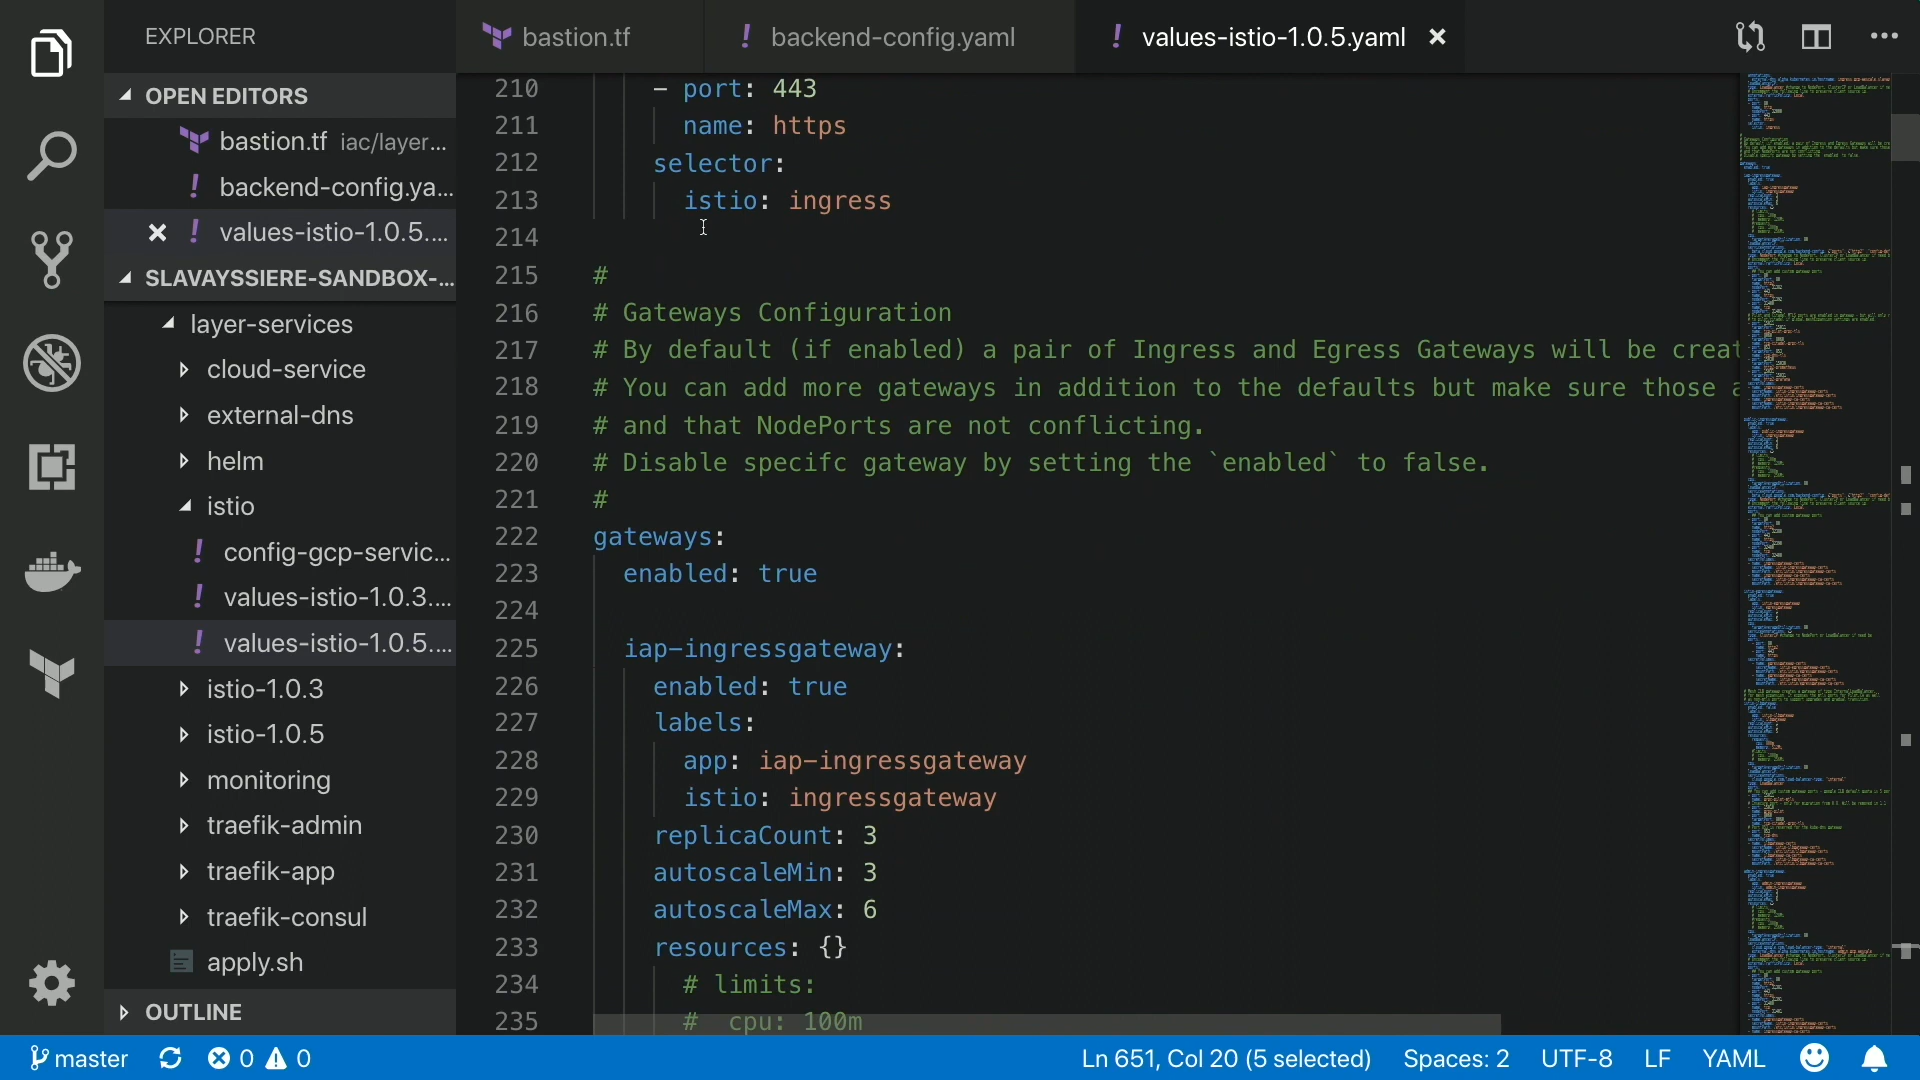 EXPLORER
OPEN EDITORS
bastion.tf iac/layer...
backend-config.ya...
values-istio-1.0.5....
SLAVAYSSIERE-SANDBOX-...
layer-services
cloud-service
external-dns
helm
istio
config-gcp-servic...
values-istio-1.0.3....
values-istio-1.0.5....
istio-1.0.3
istio-1.0.5
monitoring
traefik-admin
traefik-app
traefik-consul
apply.sh
OUTLINE
bastion.tf
! backend-config.yaml
! values-istio-1.0.5.yaml
210 - port: 443
211 name: https
212 selector:
213 istio: ingress
214
215 #
216 # Gateways Configuration
217 # By default (if enabled) a pair of Ingress and Egress Gateways will be creat
218 # You can add more gateways in addition to the defaults but make sure those a
219 # and that NodePorts are not conflicting.
220 # Disable specifc gateway by setting the `enabled` to false.
221 #
222 gateways:
223 enabled: true
224
225 iap-ingressgateway:
226 enabled: true
227 labels:
228 app: iap-ingressgateway
229 istio: ingressgateway
230 replicaCount: 3
231 autoscaleMin: 3
232 autoscaleMax: 6
233 resources: {}
234 # limits:
235 # cpu: 100m
master 0 0 Ln 651, Col 20 (5 selected) Spaces: 2 UTF-8 LF YAML